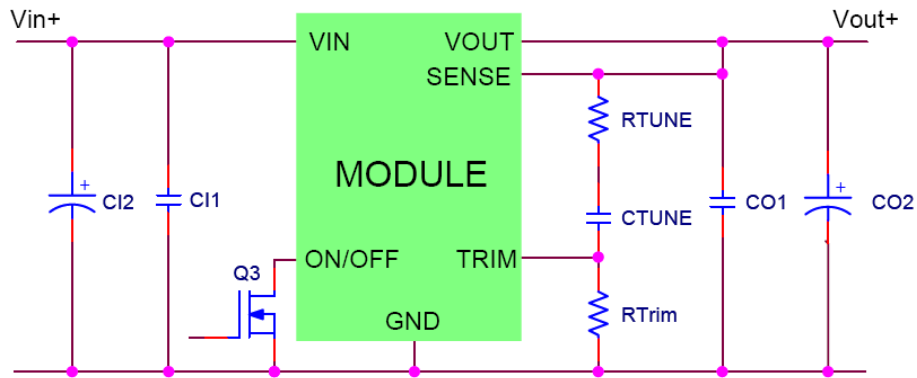 Vin+
Vout+
VIN
VOUT
SENSE
RTUNE
MODULE
+
CI2
CI1
CTUNE
CO1
+
CO2
ON/OFF
TRIM
Q3
RTrim
GND